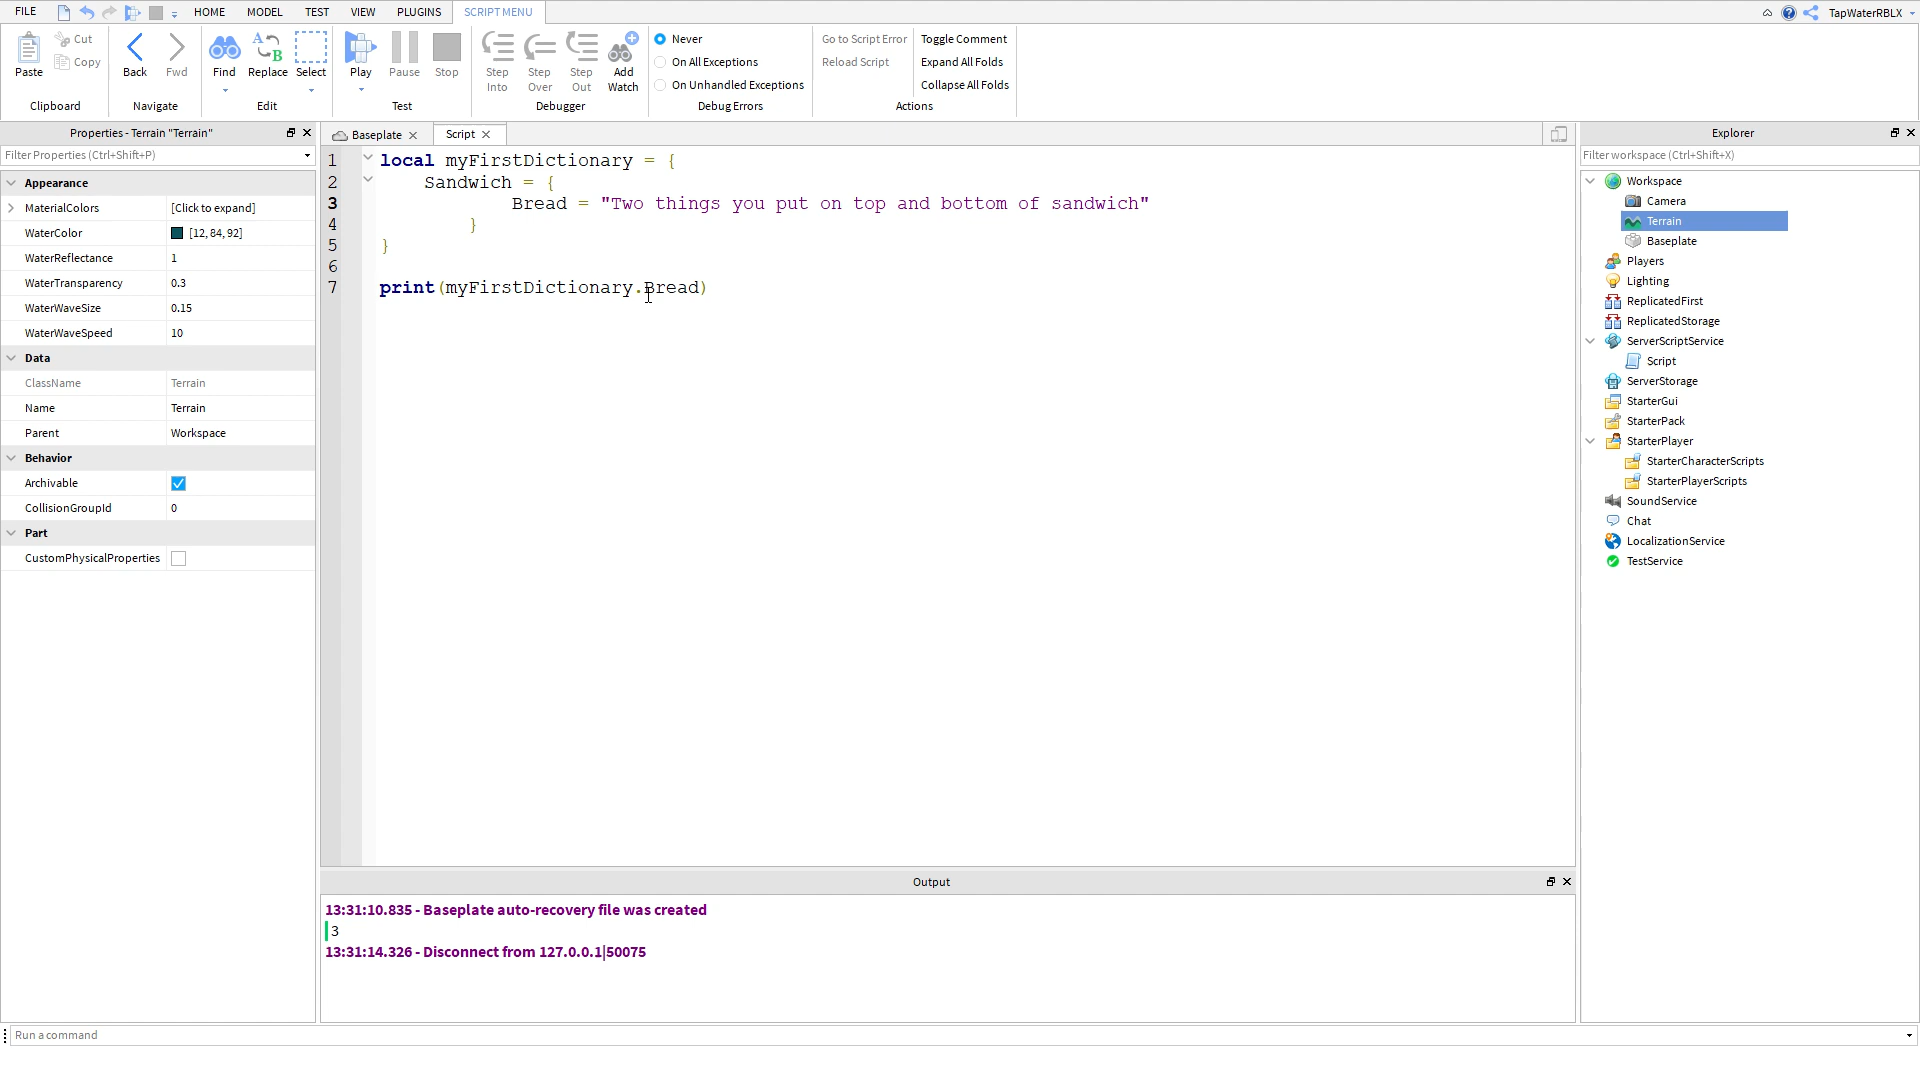 FILE HOME MODEL TEST VIEW PLUGINS SCRIPT MENU TapWaterRBLX
Paste Cut Copy Clipboard
Back Fwd Navigate
Find Replace Select Edit
Play Pause Stop Test
Step Into Step Over Step Out Add Watch Debugger
Never
On All Exceptions
On Unhandled Exceptions
Debug Errors
Go to Script Error
Reload Script
Toggle Comment
Expand All Folds
Collapse All Folds
Actions
Properties - Terrain "Terrain"
Filter Properties (Ctrl+Shift+P)
Appearance
MaterialColors [Click to expand]
WaterColor [12, 84, 92]
WaterReflectance 1
WaterTransparency 0.3
WaterWaveSize 0.15
WaterWaveSpeed 10
Data
ClassName Terrain
Name Terrain
Parent Workspace
Behavior
Archivable
CollisionGroupId 0
Part
CustomPhysicalProperties
Baseplate Script
1 local myFirstDictionary = {
2 Sandwich = {
3 Bread = "Two things you put on top and bottom of sandwich"
4 }
5 }
6
7 print(myFirstDictionary.Bread)
Output
13:31:10.835 - Baseplate auto-recovery file was created
3
13:31:14.326 - Disconnect from 127.0.0.1|50075
Run a command
Explorer
Filter workspace (Ctrl+Shift+X)
Workspace
Camera
Terrain
Baseplate
Players
Lighting
ReplicatedFirst
ReplicatedStorage
ServerScriptService
Script
ServerStorage
StarterGui
StarterPack
StarterPlayer
StarterCharacterScripts
StarterPlayerScripts
SoundService
Chat
LocalizationService
TestService